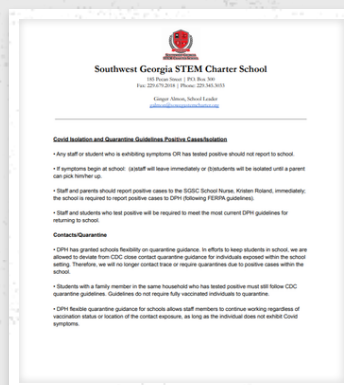 Southwest Georgia STEM Charter School
185 Pecan Street | P.O. Box 300
Fax: 229.679.2018 | Phone: 229.345.3033
Ginger Almon, School Leader
Covid Isolation and Quarantine Guidelines Positive Cases/Isolation
• Any staff or student who is exhibiting symptoms OR has tested positive should not report to school.
• If symptoms begin at school: (a)staff will leave immediately or (b)students will be isolated until a parent
can pick him/her up.
• Staff and parents should report positive cases to the SGSC School Nurse, Kristen Roland, immediately;
the school is required to report positive cases to DPH (following FERPA guidelines).
• Staff and students who test positive will be required to meet the most current DPH guidelines for
returning to school.
Contacts/Quarantine
• DPH has granted schools flexibility on quarantine guidance. In efforts to keep students in school, we are
allowed to deviate from CDC close contact quarantine guidance for individuals exposed within the school
setting. Therefore, we will no longer contact trace or require quarantines due to positive cases within the
school.
• Students with a family member in the same household who has tested positive must still follow CDC
quarantine guidelines. Guidelines do not require fully vaccinated individuals to quarantine.
• DPH flexible quarantine guidance for schools allows staff members to continue working regardless of
vaccination status or location of the contact exposure, as long as the individual does not exhibit Covid
symptoms.